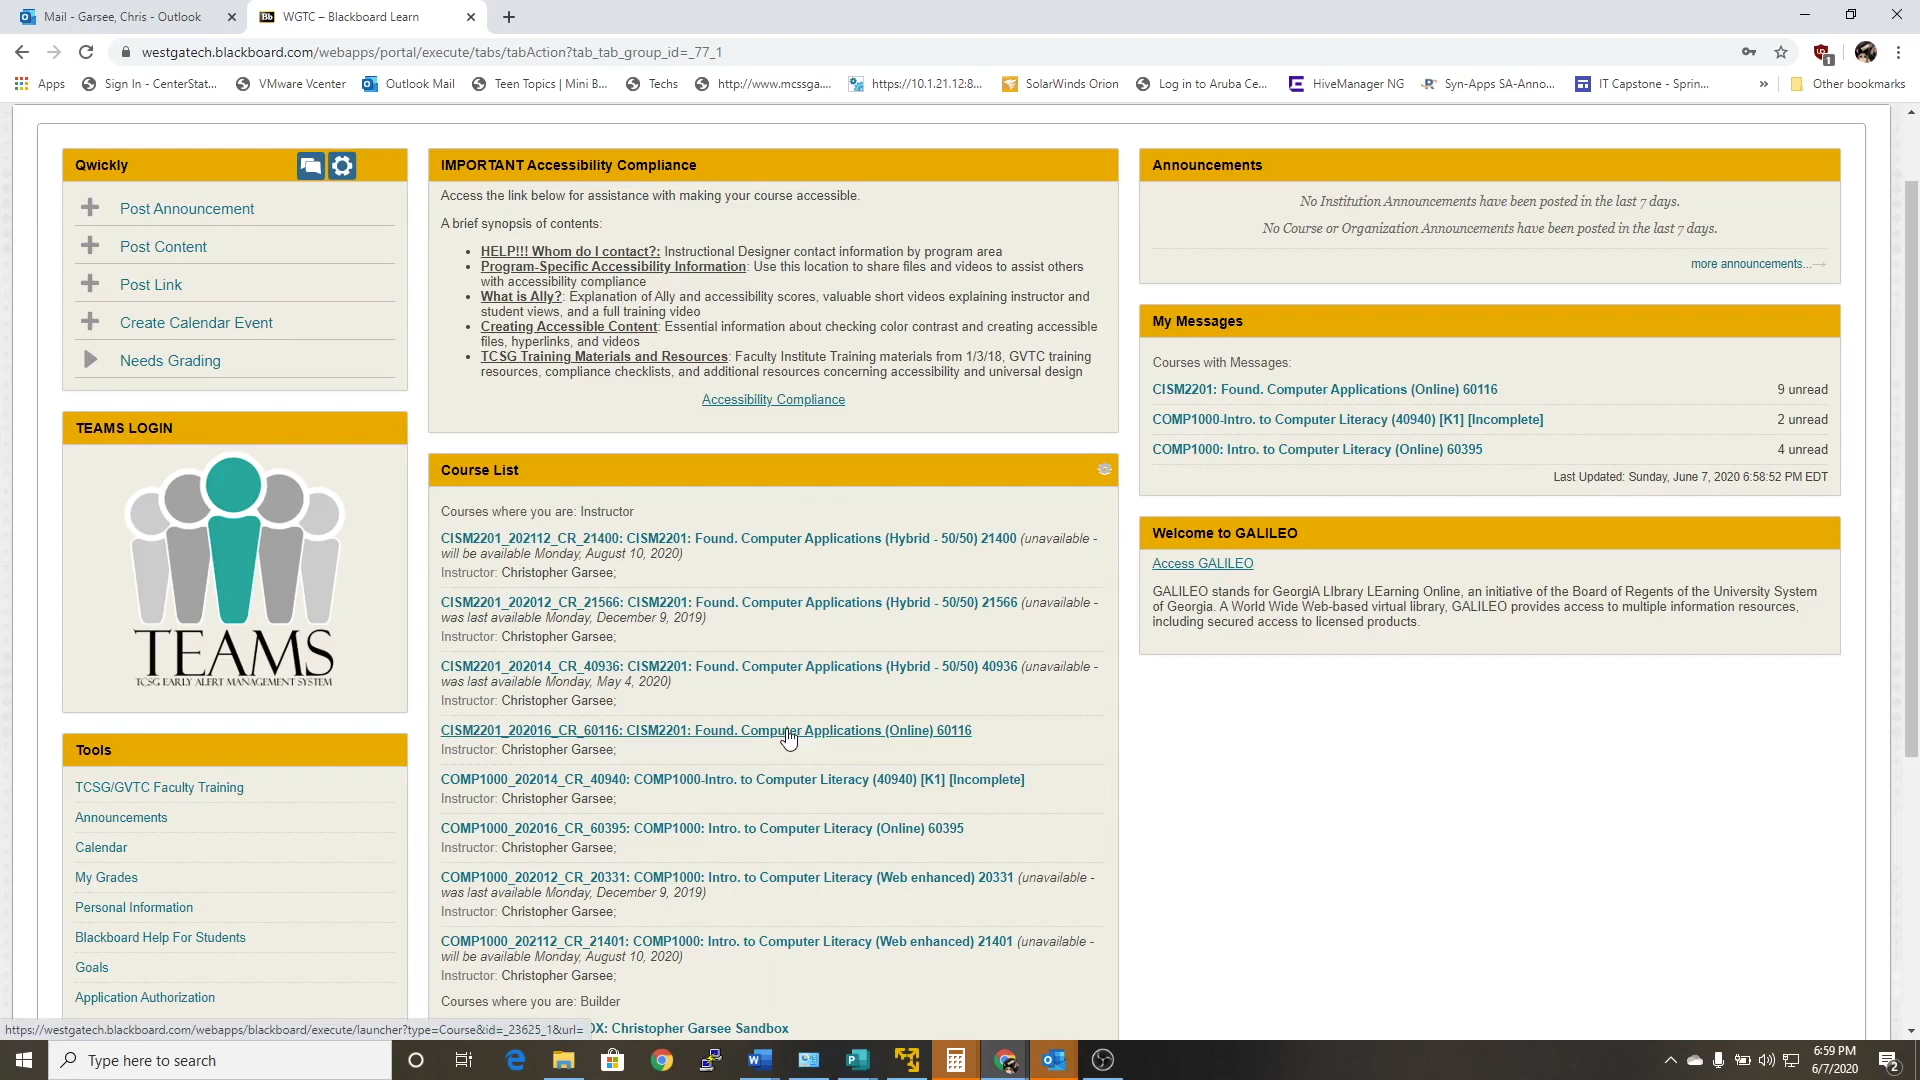 Mail - Garsee, Chris - Outlook
WGTC – Blackboard Learn
westgatech.blackboard.com/webapps/portal/execute/tabs/tabAction?tab_tab_group_id=_77_1
Apps
Sign In - CenterStat...
VMware Vcenter
Outlook Mail
Teen Topics | Mini B...
Techs
http://www.mcssga....
https://10.1.21.12:8...
SolarWinds Orion
Log in to Aruba Ce...
HiveManager NG
Syn-Apps SA-Anno...
IT Capstone - Sprin...
Other bookmarks
Qwickly
Post Announcement
Post Content
Post Link
Create Calendar Event
Needs Grading
TEAMS LOGIN
TEAMS
TCSG EARLY ALERT MANAGEMENT SYSTEM
Tools
TCSG/GVTC Faculty Training
Announcements
Calendar
My Grades
Personal Information
Blackboard Help For Students
Goals
Application Authorization
IMPORTANT Accessibility Compliance
Access the link below for assistance with making your course accessible.
A brief synopsis of contents:
HELP!!! Whom do I contact?: Instructional Designer contact information by program area
Program-Specific Accessibility Information: Use this location to share files and videos to assist others
with accessibility compliance
What is Ally?: Explanation of Ally and accessibility scores, valuable short videos explaining instructor and
student views, and a full training video
Creating Accessible Content: Essential information about checking color contrast and creating accessible
files, hyperlinks, and videos
TCSG Training Materials and Resources: Faculty Institute Training materials from 1/3/18, GVTC training
resources, compliance checklists, and additional resources concerning accessibility and universal design
Accessibility Compliance
Course List
Courses where you are: Instructor
CISM2201_202112_CR_21400: CISM2201: Found. Computer Applications (Hybrid - 50/50) 21400 (unavailable -
will be available Monday, August 10, 2020)
Instructor: Christopher Garsee;
CISM2201_202012_CR_21566: CISM2201: Found. Computer Applications (Hybrid - 50/50) 21566 (unavailable -
was last available Monday, December 9, 2019)
Instructor: Christopher Garsee;
CISM2201_202014_CR_40936: CISM2201: Found. Computer Applications (Hybrid - 50/50) 40936 (unavailable -
was last available Monday, May 4, 2020)
Instructor: Christopher Garsee;
CISM2201_202016_CR_60116: CISM2201: Found. Computer Applications (Online) 60116
Instructor: Christopher Garsee;
COMP1000_202014_CR_40940: COMP1000-Intro. to Computer Literacy (40940) [K1] [Incomplete]
Instructor: Christopher Garsee;
COMP1000_202016_CR_60395: COMP1000: Intro. to Computer Literacy (Online) 60395
Instructor: Christopher Garsee;
COMP1000_202012_CR_20331: COMP1000: Intro. to Computer Literacy (Web enhanced) 20331 (unavailable -
was last available Monday, December 9, 2019)
Instructor: Christopher Garsee;
COMP1000_202112_CR_21401: COMP1000: Intro. to Computer Literacy (Web enhanced) 21401 (unavailable -
will be available Monday, August 10, 2020)
Instructor: Christopher Garsee;
Courses where you are: Builder
OX: Christopher Garsee Sandbox
Announcements
No Institution Announcements have been posted in the last 7 days.
No Course or Organization Announcements have been posted in the last 7 days.
more announcements...
My Messages
Courses with Messages:
CISM2201: Found. Computer Applications (Online) 60116 9 unread
COMP1000-Intro. to Computer Literacy (40940) [K1] [Incomplete] 2 unread
COMP1000: Intro. to Computer Literacy (Online) 60395 4 unread
Last Updated: Sunday, June 7, 2020 6:58:52 PM EDT
Welcome to GALILEO
Access GALILEO
GALILEO stands for GeorgiA LIbrary LEarning Online, an initiative of the Board of Regents of the University System
of Georgia. A World Wide Web-based virtual library, GALILEO provides access to multiple information resources,
including secured access to licensed products.
https://westgatech.blackboard.com/webapps/blackboard/execute/launcher?type=Course&id=_23625_1&url=
Type here to search
6:59 PM
6/7/2020
2